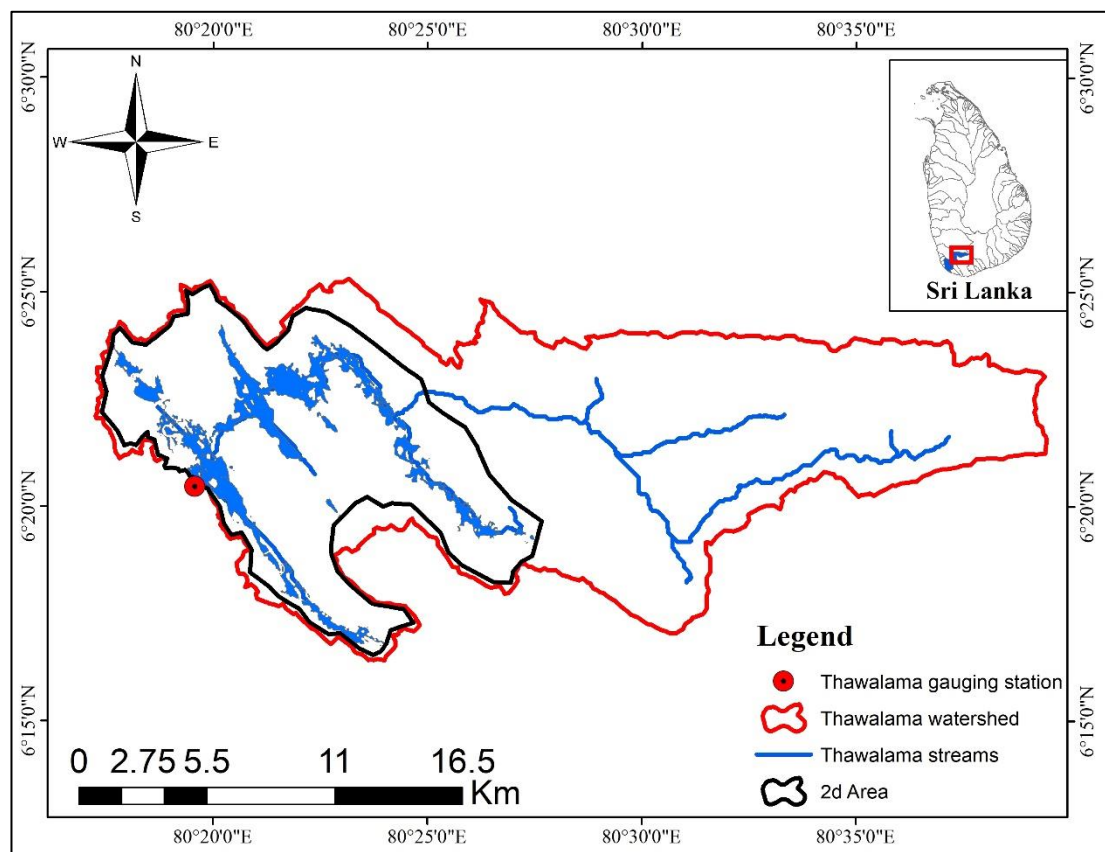 80°20'0"E 80°25'0"E 80°30'0"E 80°35'0"E
6°30'0"N 6°30'0"N
N
W E
S
Sri Lanka
6°25'0"N 6°25'0"N
6°20'0"N 6°20'0"N
Legend
Thawalama gauging station
Thawalama watershed
6°15'0"N 6°15'0"N
Thawalama streams
2d Area
0 2.75 5.5 11 16.5
Km
80°20'0"E 80°25'0"E 80°30'0"E 80°35'0"E